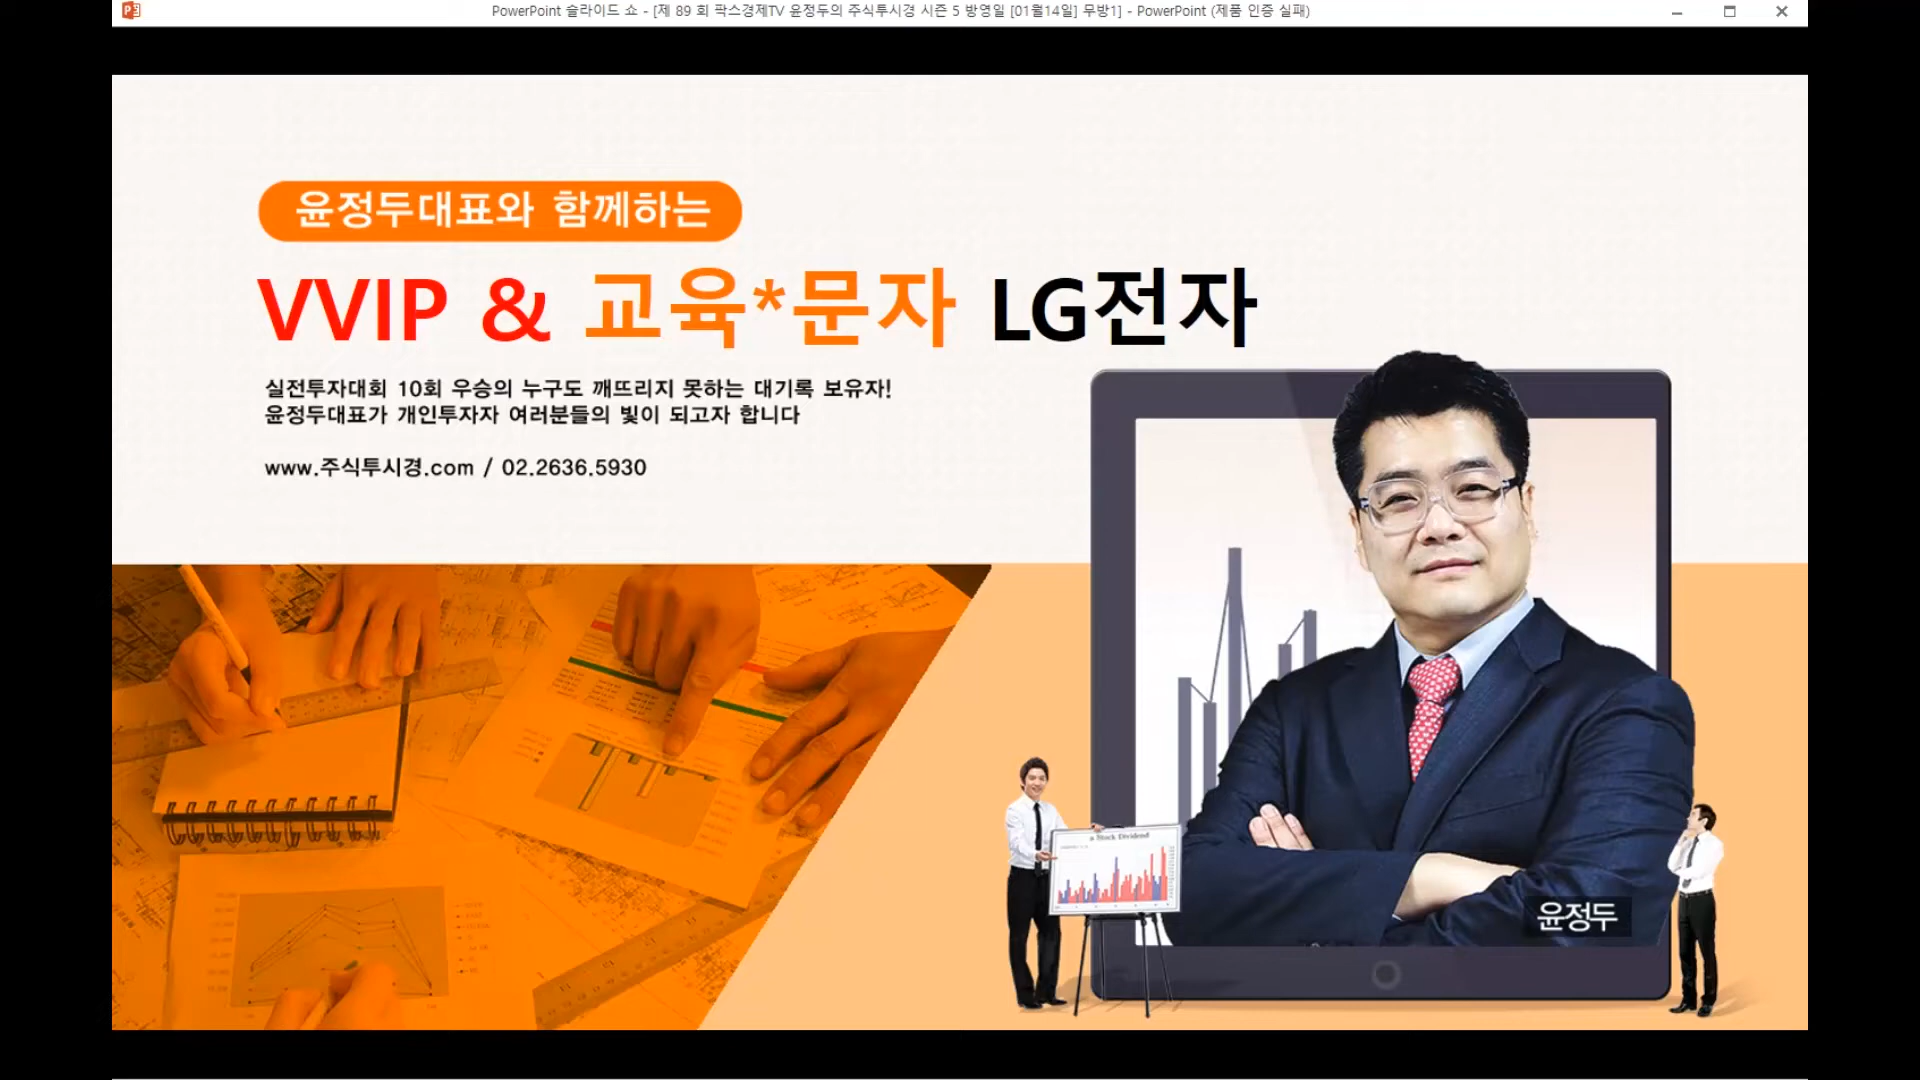 PowerPoint 슬라이드 쇼 - [제 89 회 팍스경제TV 윤정두의 주식투시경 시즌 5 방영일 [01월14일] 무방1] - PowerPoint (제품 인증 실패)
윤정두대표와 함께하는
VVIP & 교육*문자 LG전자
실전투자대회 10회 우승의 누구도 깨뜨리지 못하는 대기록 보유자!
윤정두대표가 개인투자자 여러분들의 빛이 되고자 합니다
www.주식투시경.com / 02.2636.5930
Stock Dividend
윤정두